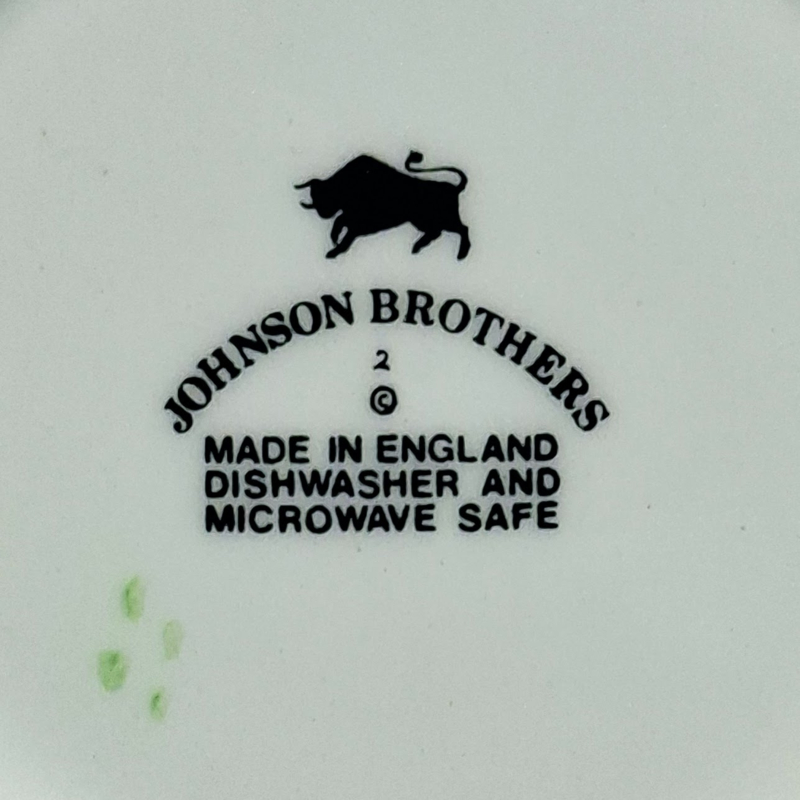 JOHNSON BROTHERS
2
©
MADE IN ENGLAND
DISHWASHER AND
MICROWAVE SAFE